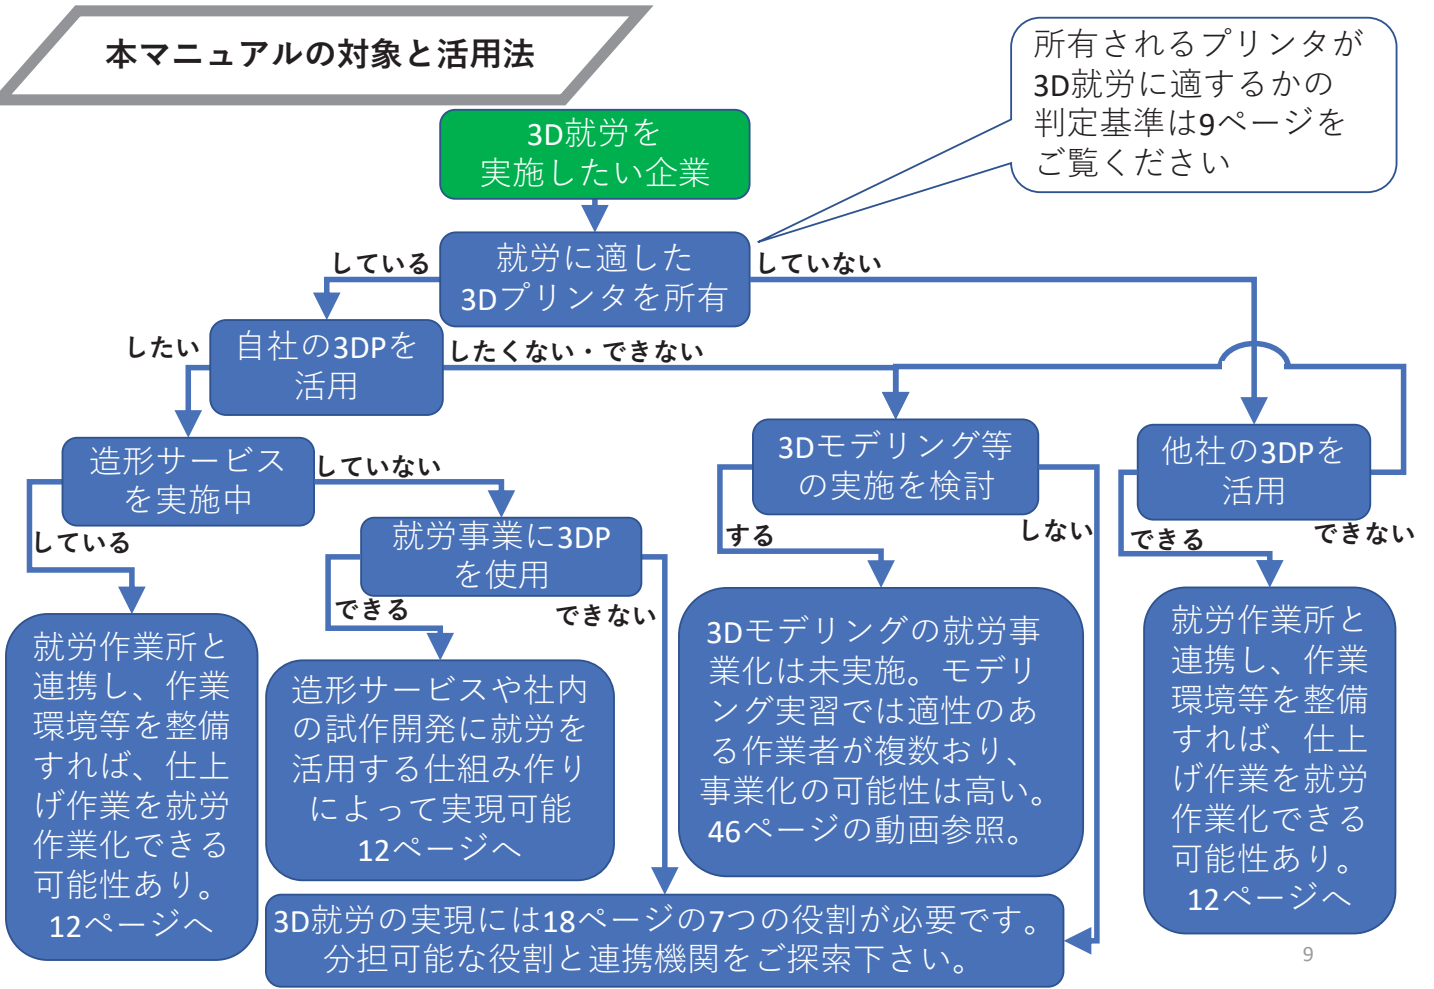 本マニュアルの対象と活用法
所有されるプリンタが
3D就労に適するかの
判定基準は9ページを
ご覧ください
3D就労を
実施したい企業
就労に適した
3Dプリンタを所有
している
していない
自社の3DPを
活用
したい
したくない・できない
造形サービス
を実施中
している
していない
就労事業に3DP
を使用
できる
できない
3Dモデリング等
の実施を検討
する
しない
他社の3DPを
活用
できる
できない
就労作業所と
連携し、作業
環境等を整備
すれば、仕上
げ作業を就労
作業化できる
可能性あり。
12ページへ
造形サービスや社内
の試作開発に就労を
活用する仕組み作り
によって実現可能
12ページへ
3Dモデリングの就労事
業化は未実施。モデリ
ング実習では適性のあ
る作業者が複数おり、
事業化の可能性は高い。
46ページの動画参照。
就労作業所と
連携し、作業
環境等を整備
すれば、仕上
げ作業を就労
作業化できる
可能性あり。
12ページへ
3D就労の実現には18ページの7つの役割が必要です。
分担可能な役割と連携機関をご探索下さい。
9